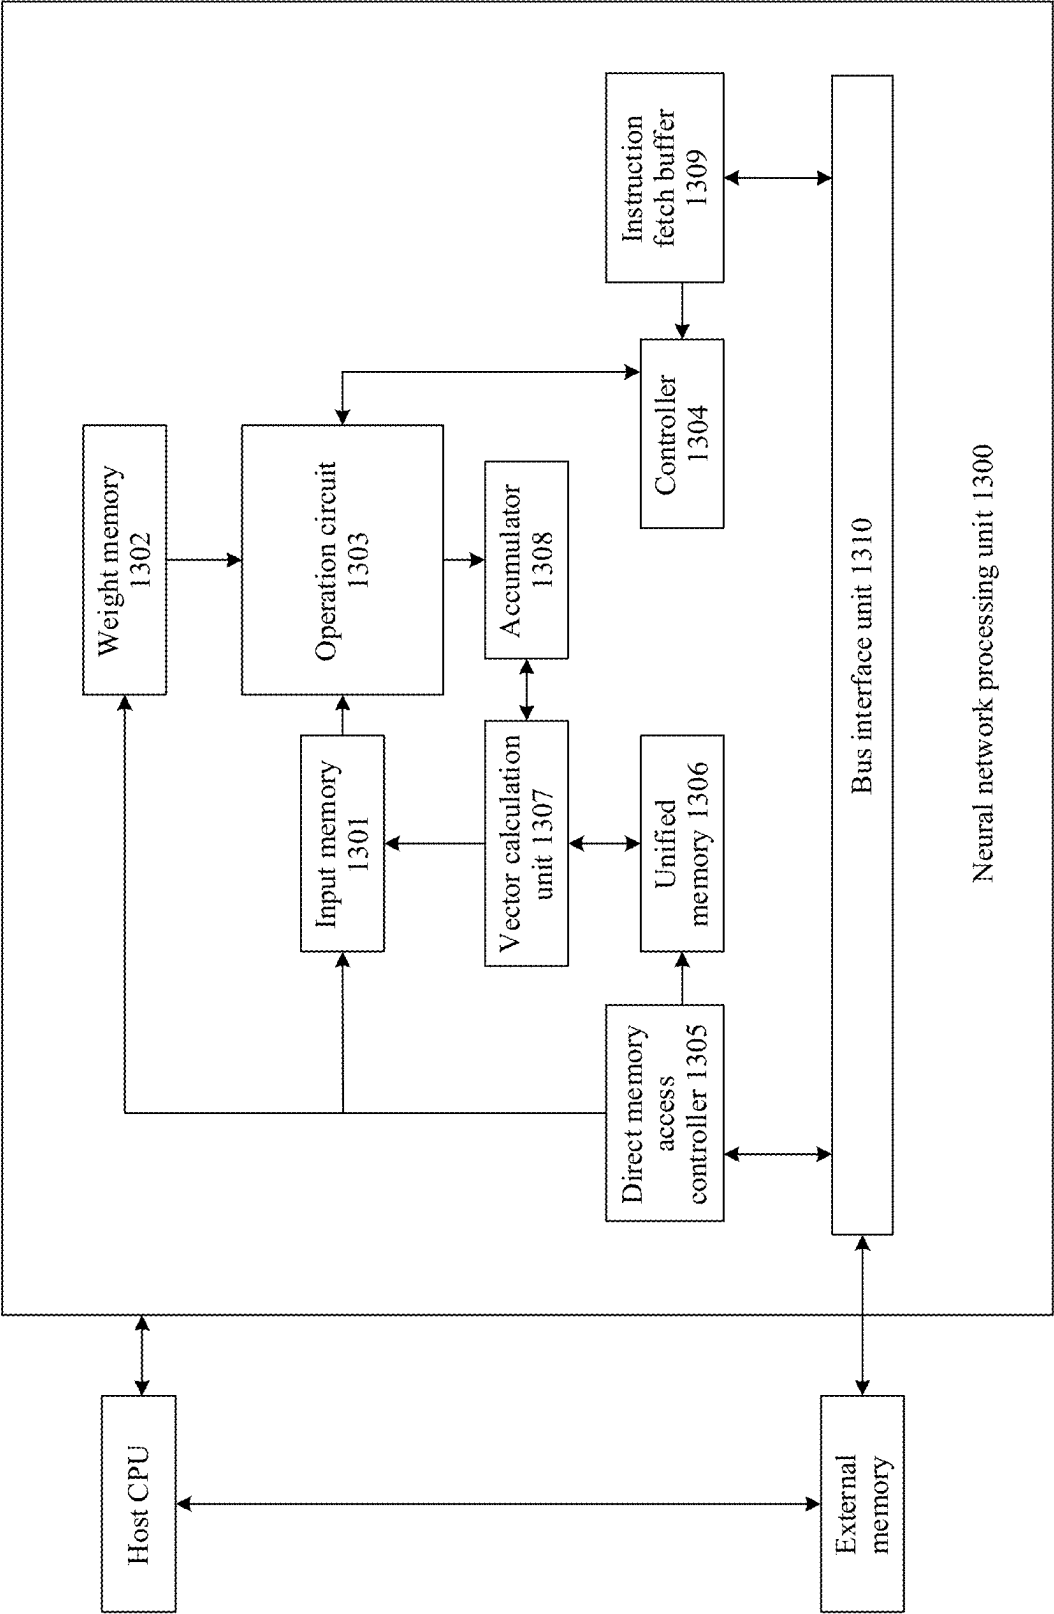 Host CPU
External
memory
Neural network processing unit 1300
Weight memory
1302
Input memory
1301
Operation circuit
1303
Vector calculation
unit 1307
Accumulator
1308
Direct memory
access
controller 1305
Unified
memory 1306
Controller
1304
Instruction
fetch buffer
1309
Bus interface unit 1310